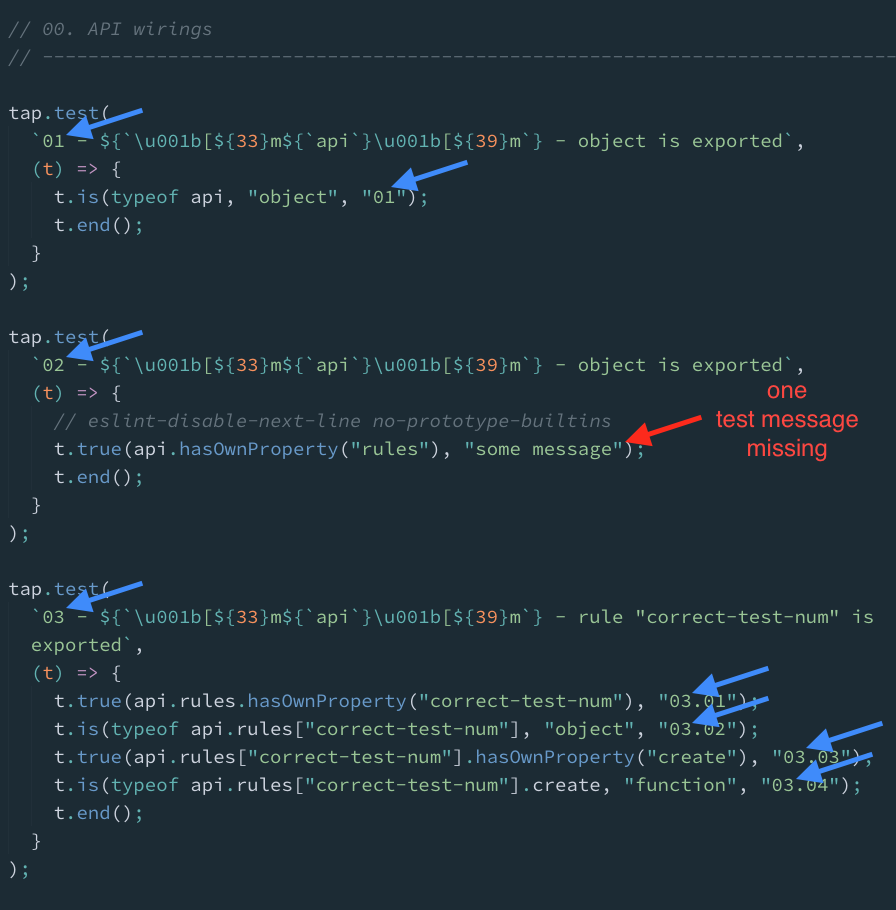 // 00. API wirings
// -----------------------------------------------------------------------------
tap.test(
`01 - ${`\u001b[${33}m${`api`}\u001b[${39}m`} - object is exported`,
(t) => {
t.is(typeof api, "object", "01");
t.end();
}
);
tap.test(
`02 - ${`\u001b[${33}m${`api`}\u001b[${39}m`} - object is exported`,
(t) => {
// eslint-disable-next-line no-prototype-builtins
t.true(api.hasOwnProperty("rules"), "some message");
t.end();
}
);
one
test message
missing
tap.test(
`03 - ${`\u001b[${33}m${`api`}\u001b[${39}m`} - rule "correct-test-num" is
exported`,
(t) => {
t.true(api.rules.hasOwnProperty("correct-test-num"), "03.01");
t.is(typeof api.rules["correct-test-num"], "object", "03.02");
t.true(api.rules["correct-test-num"].hasOwnProperty("create"), "03.03");
t.is(typeof api.rules["correct-test-num"].create, "function", "03.04");
t.end();
}
);